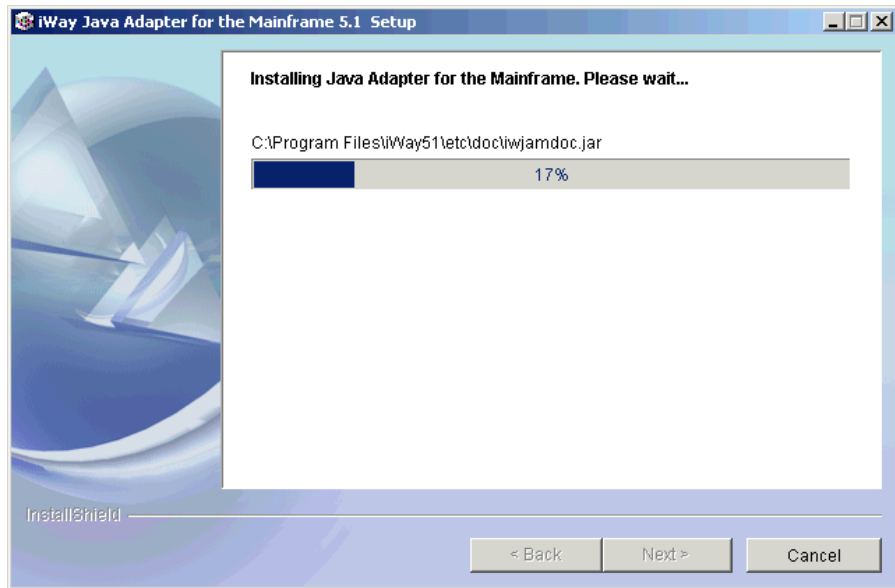 iWay Java Adapter for the Mainframe 5.1 Setup
Installing Java Adapter for the Mainframe. Please wait...
C:\Program Files\iWay51\etc\doc\iwjamdoc.jar
17%
InstallShield
< Back
Next >
Cancel